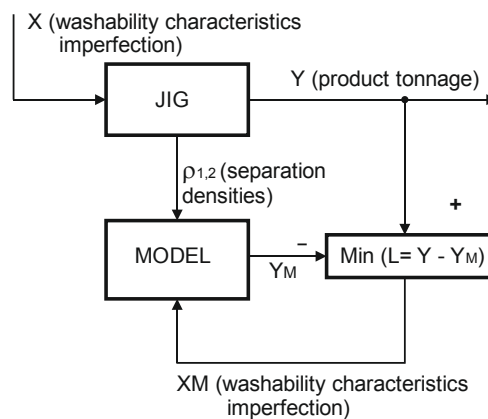 X (washability characteristics
imperfection)
Y (product tonnage)
JIG
ρ1,2 (separation
densities)
+
MODEL
−
YM
Min (L= Y - YM)
XM (washability characteristics
imperfection)